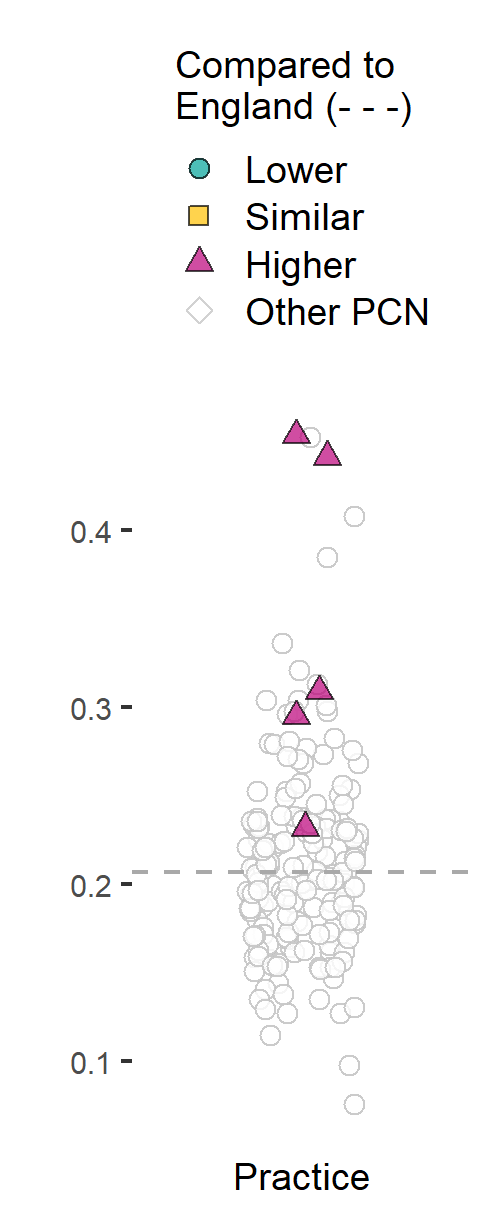 Compared to
England (- - -)
Lower
Similar
Higher
Other PCN
0.4
0.3
0.2
0.1
Practice